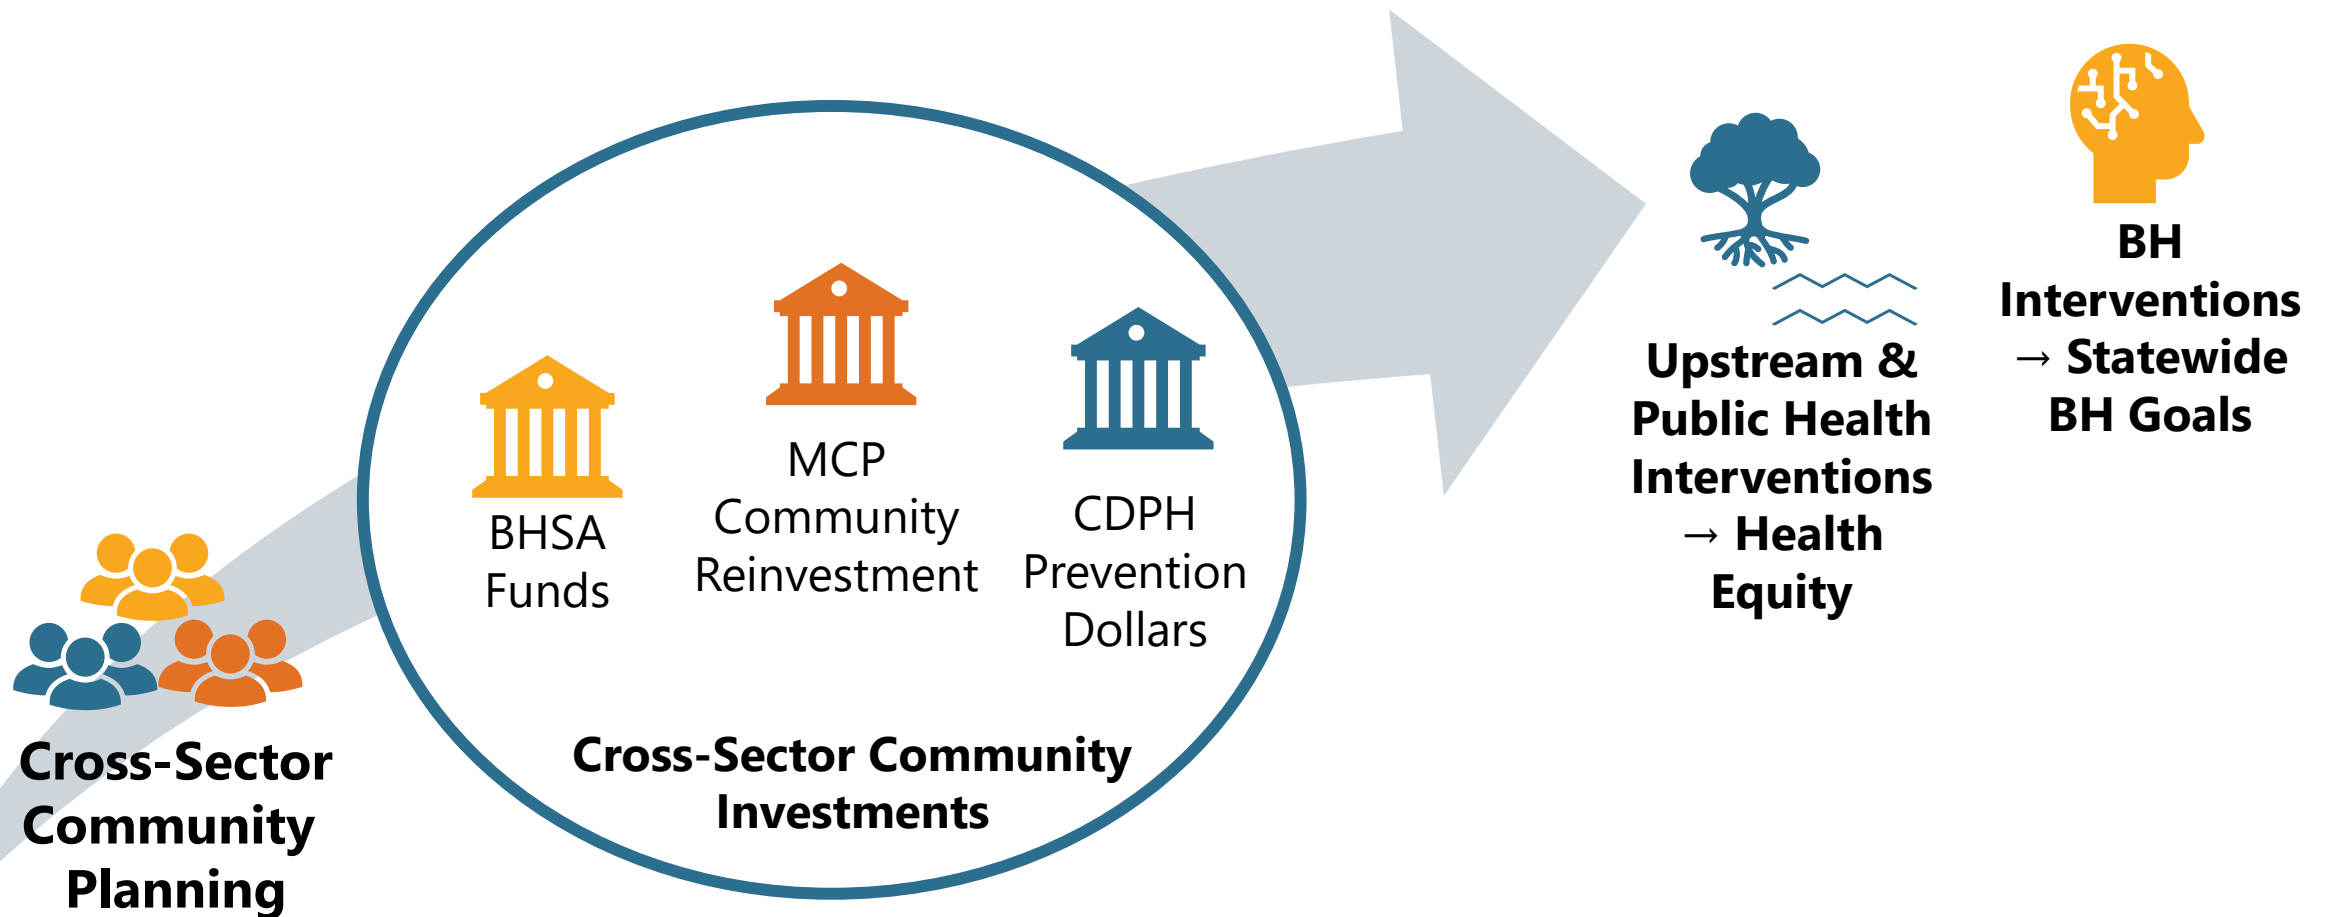 Cross-Sector
Community
Planning
BHSA
Funds
MCP
Community
Reinvestment
CDPH
Prevention
Dollars
Cross-Sector Community
Investments
Upstream &
Public Health
Interventions
→ Health
Equity
BH
Interventions
→ Statewide
BH Goals